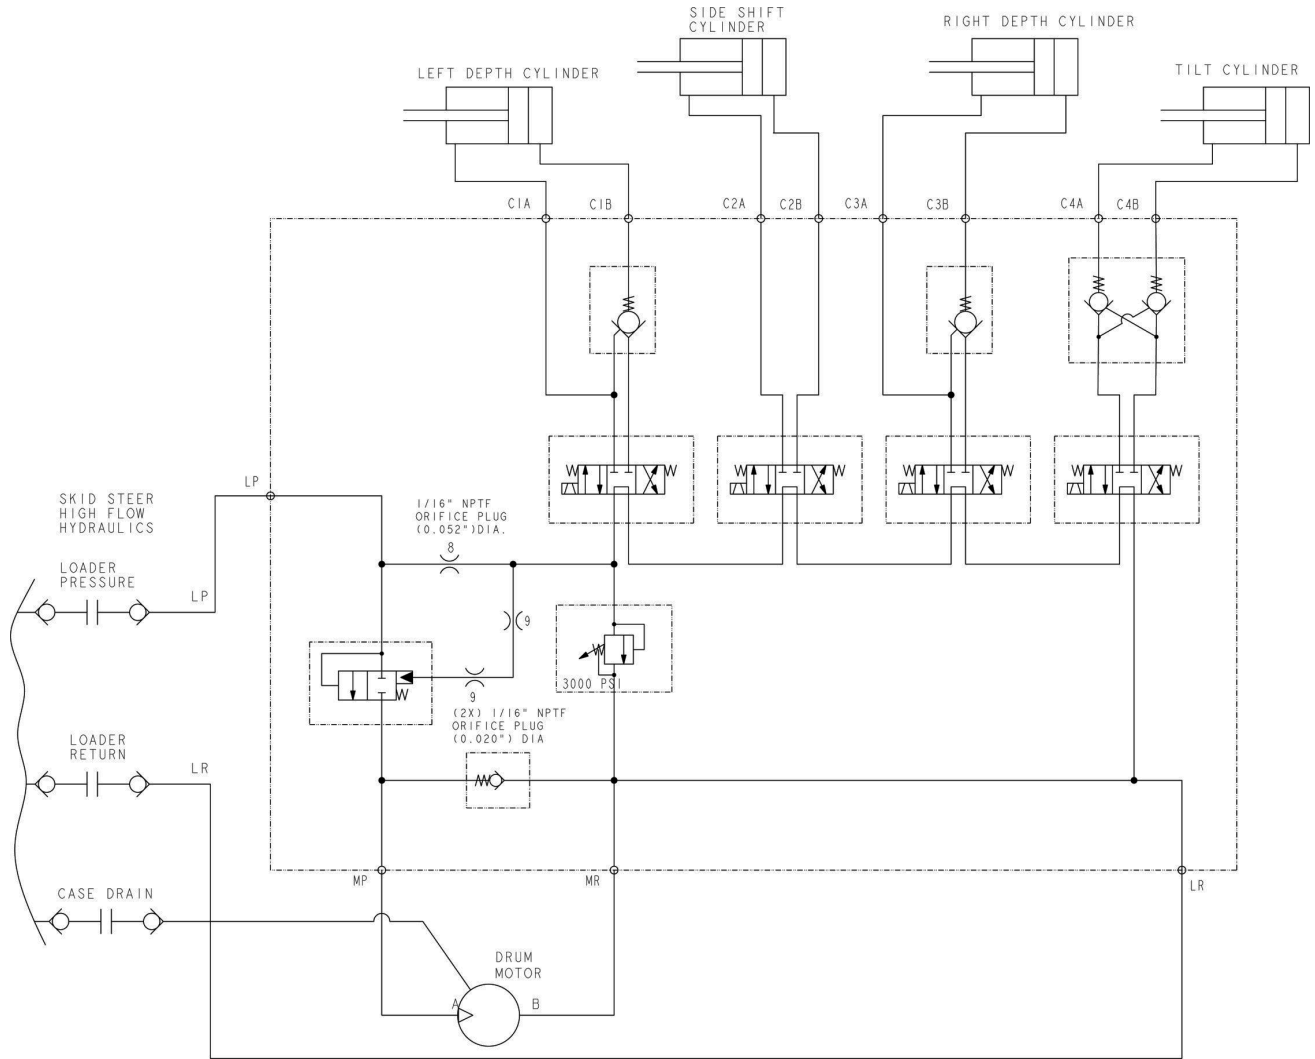 SIDE SHIFT
CYLINDER
RIGHT DEPTH CYLINDER
LEFT DEPTH CYLINDER
TILT CYLINDER
C1A
C1B
C2A
C2B
C3A
C3B
C4A
C4B
LP
SKID STEER
HIGH FLOW
HYDRAULICS
1/16" NPTF
ORIFICE PLUG
(0.052")DIA.
8
LOADER
PRESSURE
LP
9
3000 PSI
9
(2X) 1/16" NPTF
ORIFICE PLUG
(0.020") DIA
LOADER
RETURN
LR
MP
MR
LR
CASE DRAIN
DRUM
MOTOR
A
B